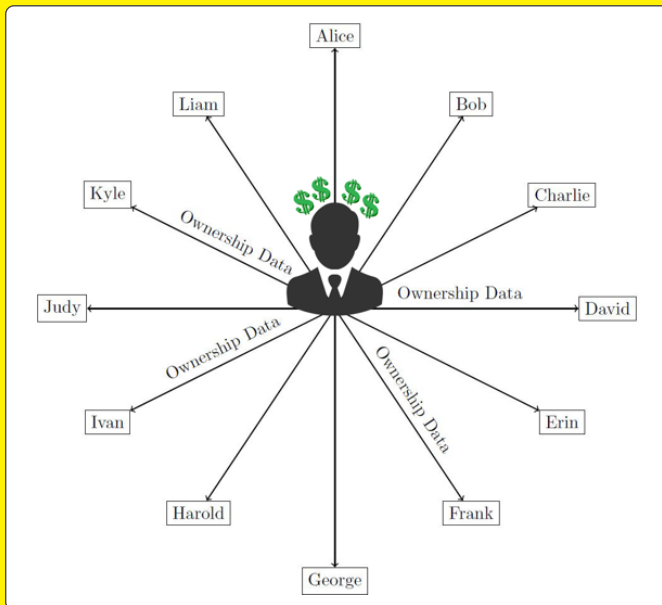 Alice
Liam
Bob
Kyle
Charlie
$ $ $ $
Ownership Data
Judy
Ownership Data
David
Ownership Data
Ownership Data
Ivan
Erin
Harold
Frank
George